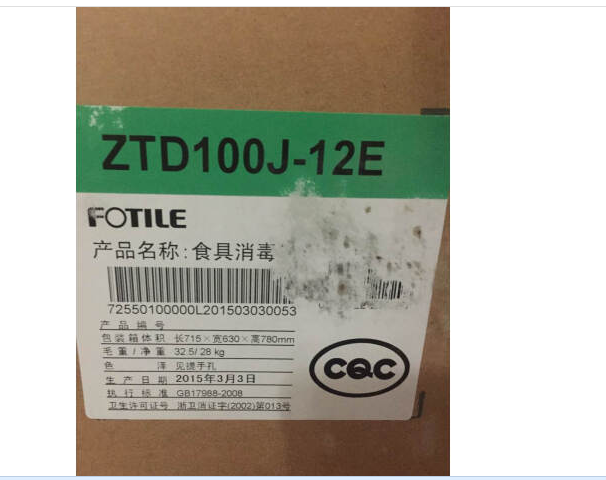 ZTD100J-12E
FOTILE
产品名称:食具消毒
72550100000L201503030053
产品编号
包装箱体积 长715×宽630×高780mm
毛重/净重 32.5/28 kg
色 泽 见提手孔
生产日期 2015年3月3日
执行标准 GB17988-2008
卫生许可证号 浙卫消证字(2002)第013号
CQC